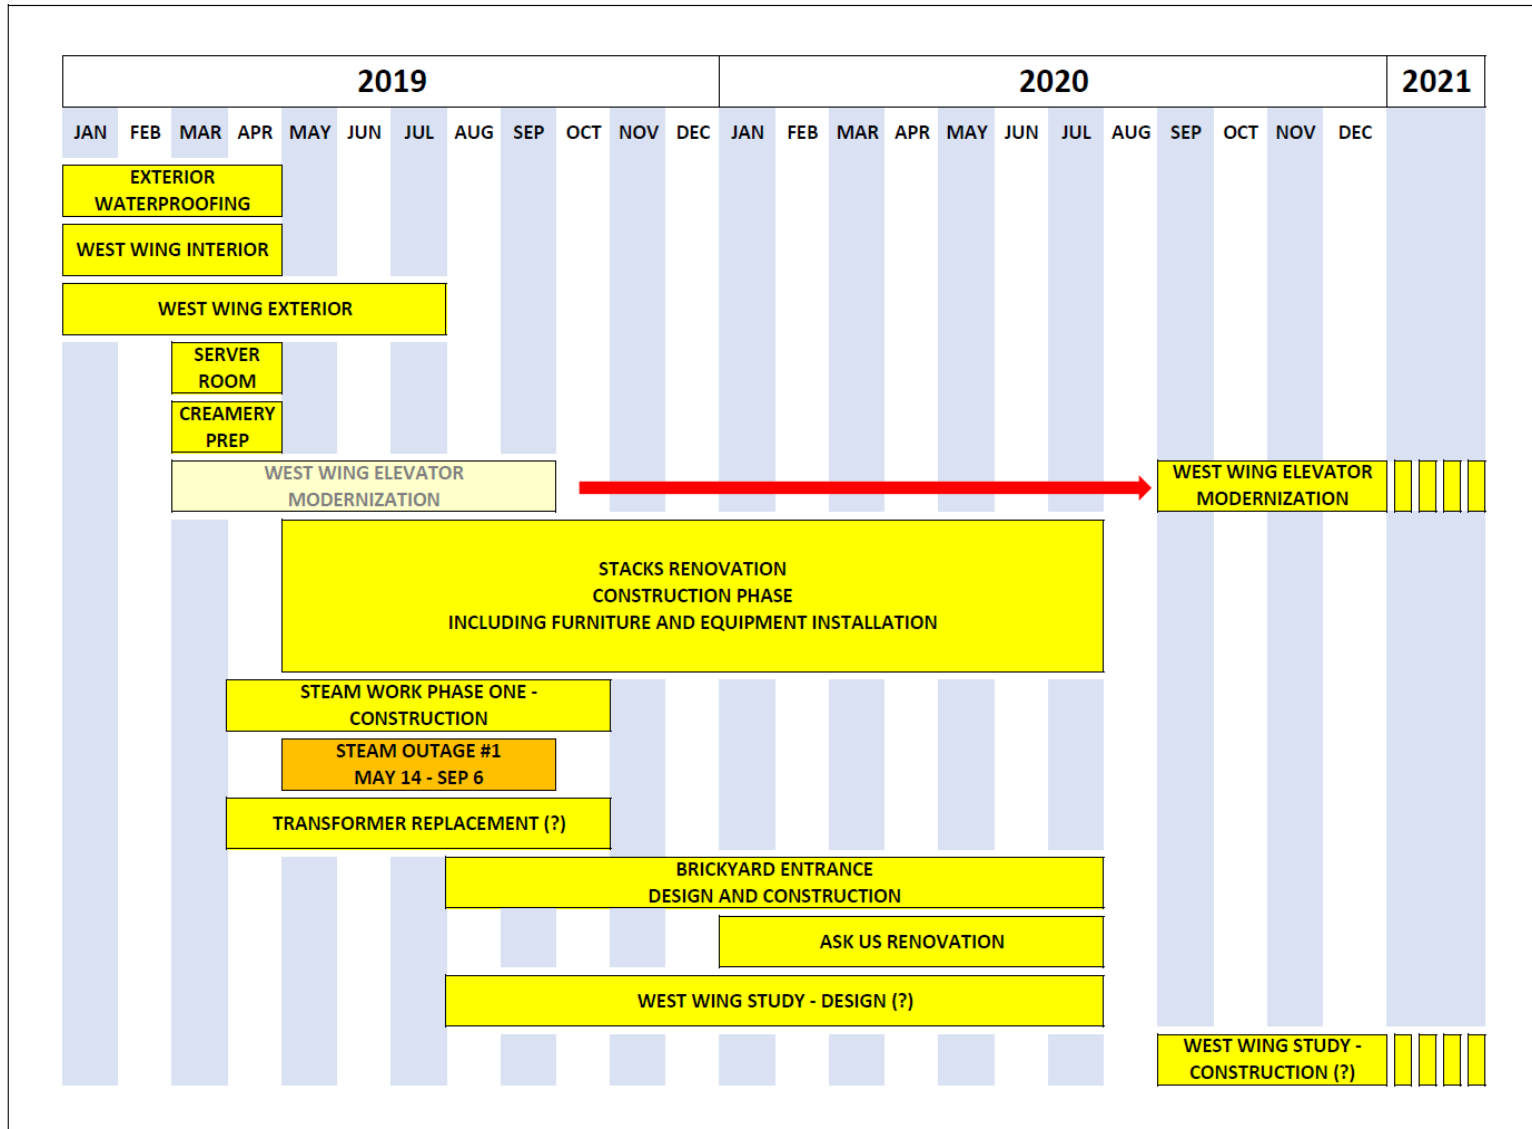 2019 2020 2021
JAN FEB MAR APR MAY JUN JUL AUG SEP OCT NOV DEC JAN FEB MAR APR MAY JUN JUL AUG SEP OCT NOV DEC
EXTERIOR
WATERPROOFING
WEST WING INTERIOR
WEST WING EXTERIOR
SERVER
ROOM
CREAMERY
PREP
WEST WING ELEVATOR
MODERNIZATION
WEST WING ELEVATOR
MODERNIZATION
STACKS RENOVATION
CONSTRUCTION PHASE
INCLUDING FURNITURE AND EQUIPMENT INSTALLATION
STEAM WORK PHASE ONE -
CONSTRUCTION
STEAM OUTAGE #1
MAY 14 - SEP 6
TRANSFORMER REPLACEMENT (?)
BRICKYARD ENTRANCE
DESIGN AND CONSTRUCTION
ASK US RENOVATION
WEST WING STUDY - DESIGN (?)
WEST WING STUDY -
CONSTRUCTION (?)